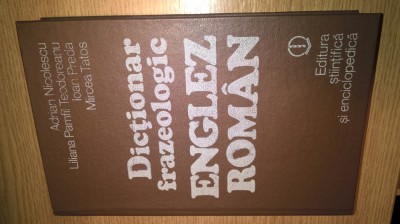 Adrian Nicolescu
Liliana Pamfil Teodoreanu
Ioan Preda
Mircea Tatos
Dicționar
frazeologic
ENGLEZ
ROMÂN
Editura
științifică
și enciclopedică